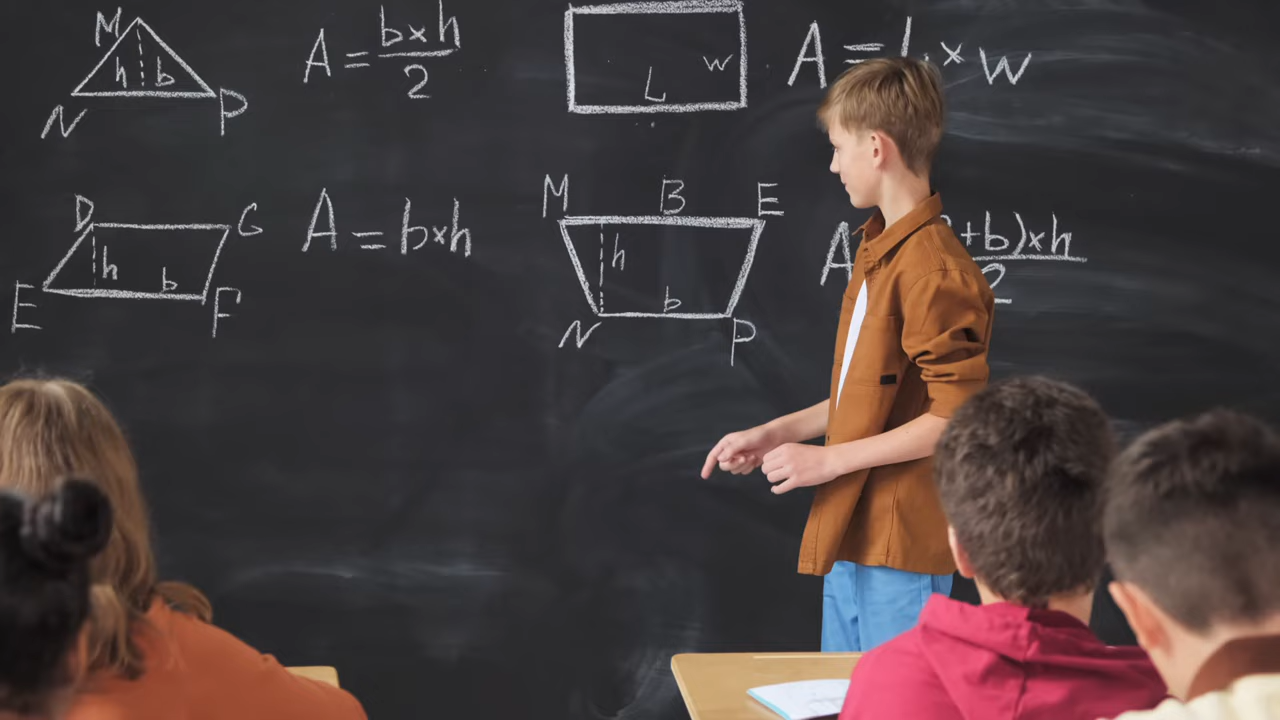 M
h b
N P
A = b×h
2
L w
A = L × w
D G
h b
E F
A = b×h
M B E
h
b
N P
A +b)×h
2